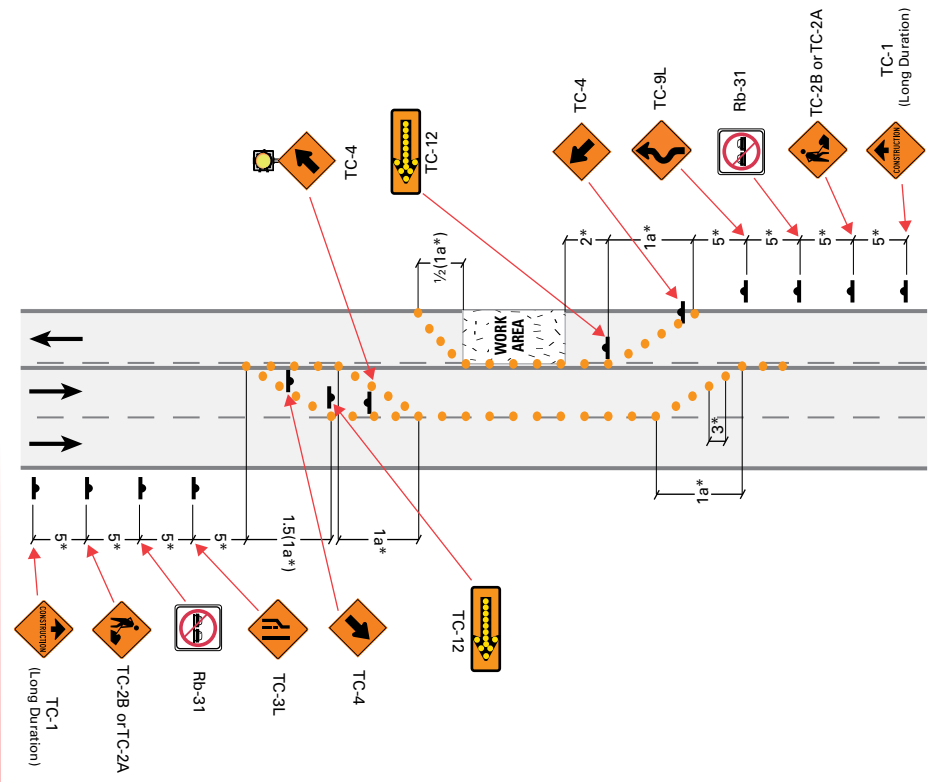 TC-4
TC-12
TC-4
TC-9L
Rb-31
TC-2B or TC-2A
TC-1
(Long Duration)
CONSTRUCTION
½(1a*)
2*
1a*
5*
5*
5*
5*
WORK
AREA
3*
1a*
5*
5*
5*
5*
1.5(1a*)
1a*
CONSTRUCTION
TC-1
(Long Duration)
TC-2B or TC-2A
Rb-31
TC-3L
TC-4
TC-12